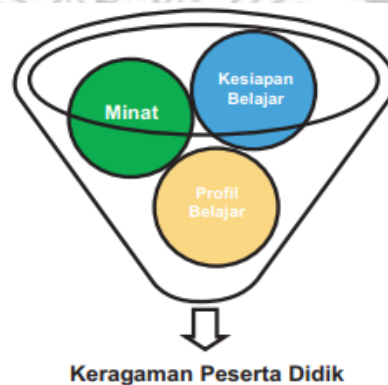 Minat
Kesiapan
Belajar
Profil
Belajar
Keragaman Peserta Didik